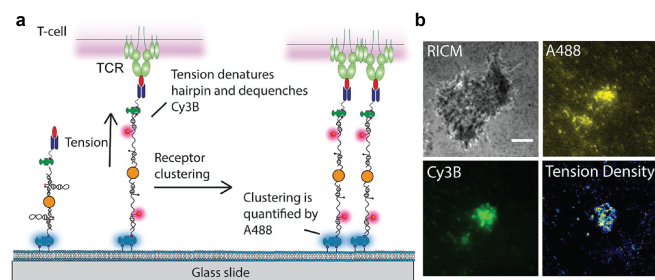 a
T-cell
TCR
Tension denatures
hairpin and dequenches
Cy3B
Tension
Receptor
clustering
Clustering is
quantified by
A488
Glass slide
b
RICM
A488
Cy3B
Tension Density